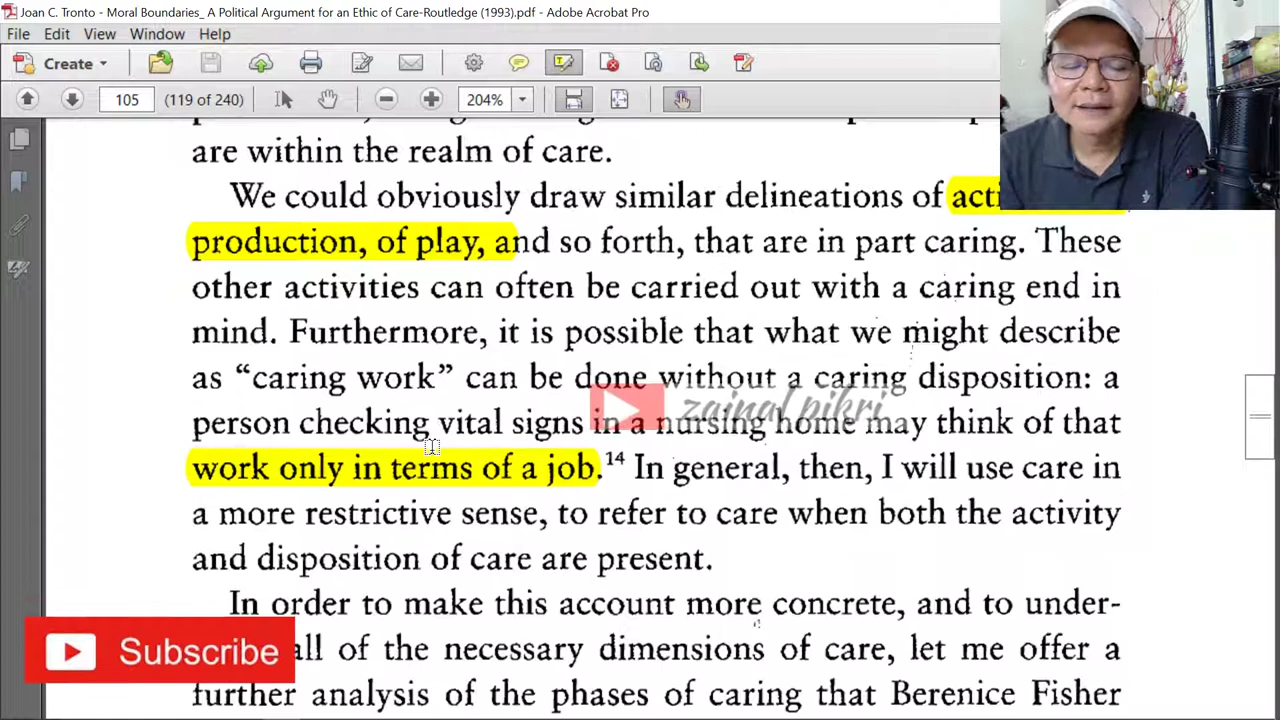 Joan C. Tronto - Moral Boundaries_ A Political Argument for an Ethic of Care-Routledge (1993).pdf - Adobe Acrobat Pro
File Edit View Window Help
Create
105 (119 of 240) 204%
are within the realm of care.
We could obviously draw similar delineations of
production, of play, and so forth, that are in part caring. These
other activities can often be carried out with a caring end in
mind. Furthermore, it is possible that what we might describe
as “caring work” can be done without a caring disposition: a
person checking vital signs in a nursing home may think of that
work only in terms of a job.14 In general, then, I will use care in
a more restrictive sense, to refer to care when both the activity
and disposition of care are present.
In order to make this account more concrete, and to under-
all of the necessary dimensions of care, let me offer a
further analysis of the phases of caring that Berenice Fisher
zainal pikri
Subscribe